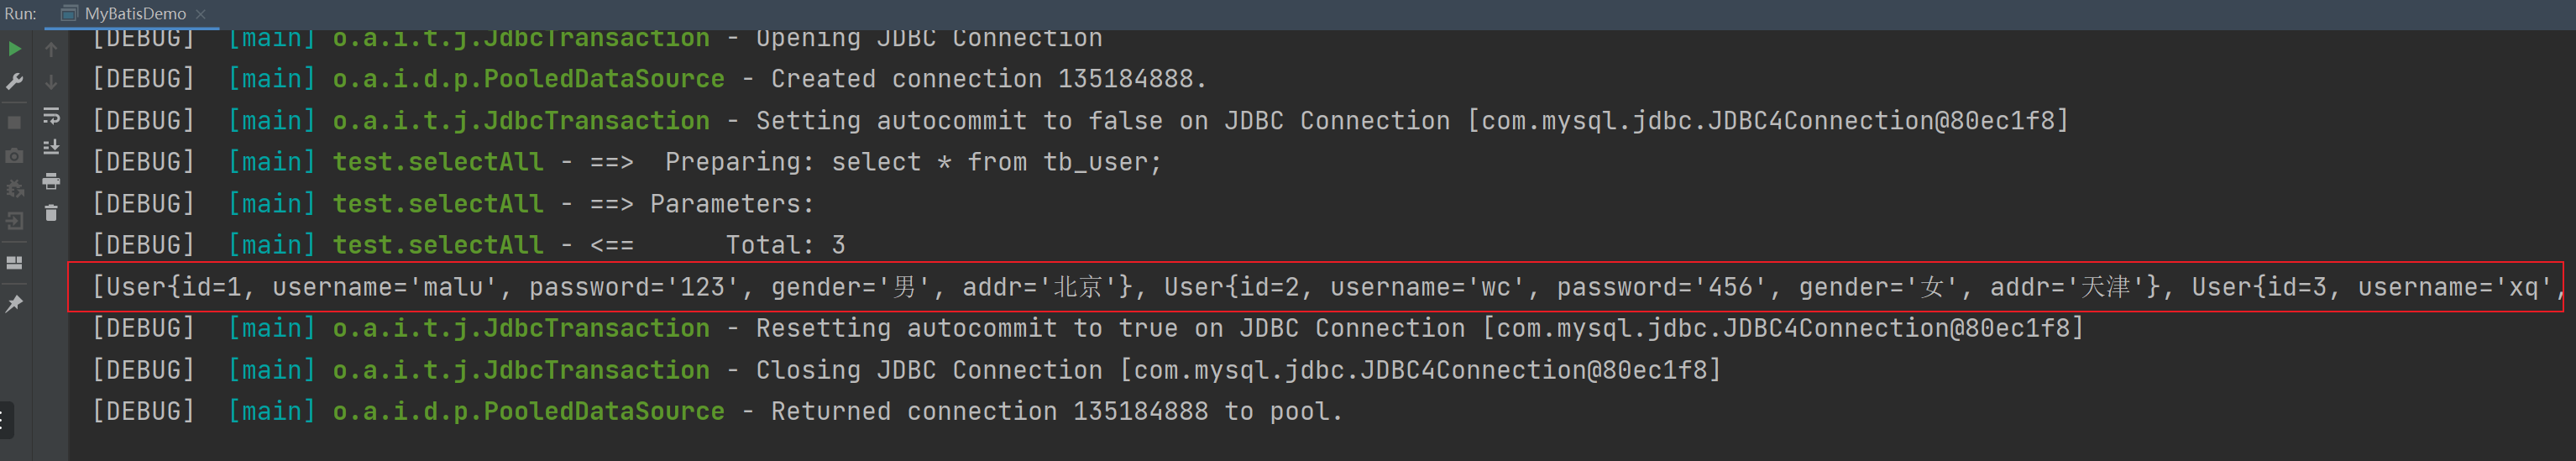 Run: MyBatisDemo
[DEBUG] [main] o.a.i.t.j.JdbcTransaction - Opening JDBC Connection
[DEBUG] [main] o.a.i.d.p.PooledDataSource - Created connection 135184888.
[DEBUG] [main] o.a.i.t.j.JdbcTransaction - Setting autocommit to false on JDBC Connection [com.mysql.jdbc.JDBC4Connection@80ec1f8]
[DEBUG] [main] test.selectAll - ==>  Preparing: select * from tb_user;
[DEBUG] [main] test.selectAll - ==> Parameters:
[DEBUG] [main] test.selectAll - <==      Total: 3
[User{id=1, username='malu', password='123', gender='男', addr='北京'}, User{id=2, username='wc', password='456', gender='女', addr='天津'}, User{id=3, username='xq',
[DEBUG] [main] o.a.i.t.j.JdbcTransaction - Resetting autocommit to true on JDBC Connection [com.mysql.jdbc.JDBC4Connection@80ec1f8]
[DEBUG] [main] o.a.i.t.j.JdbcTransaction - Closing JDBC Connection [com.mysql.jdbc.JDBC4Connection@80ec1f8]
[DEBUG] [main] o.a.i.d.p.PooledDataSource - Returned connection 135184888 to pool.